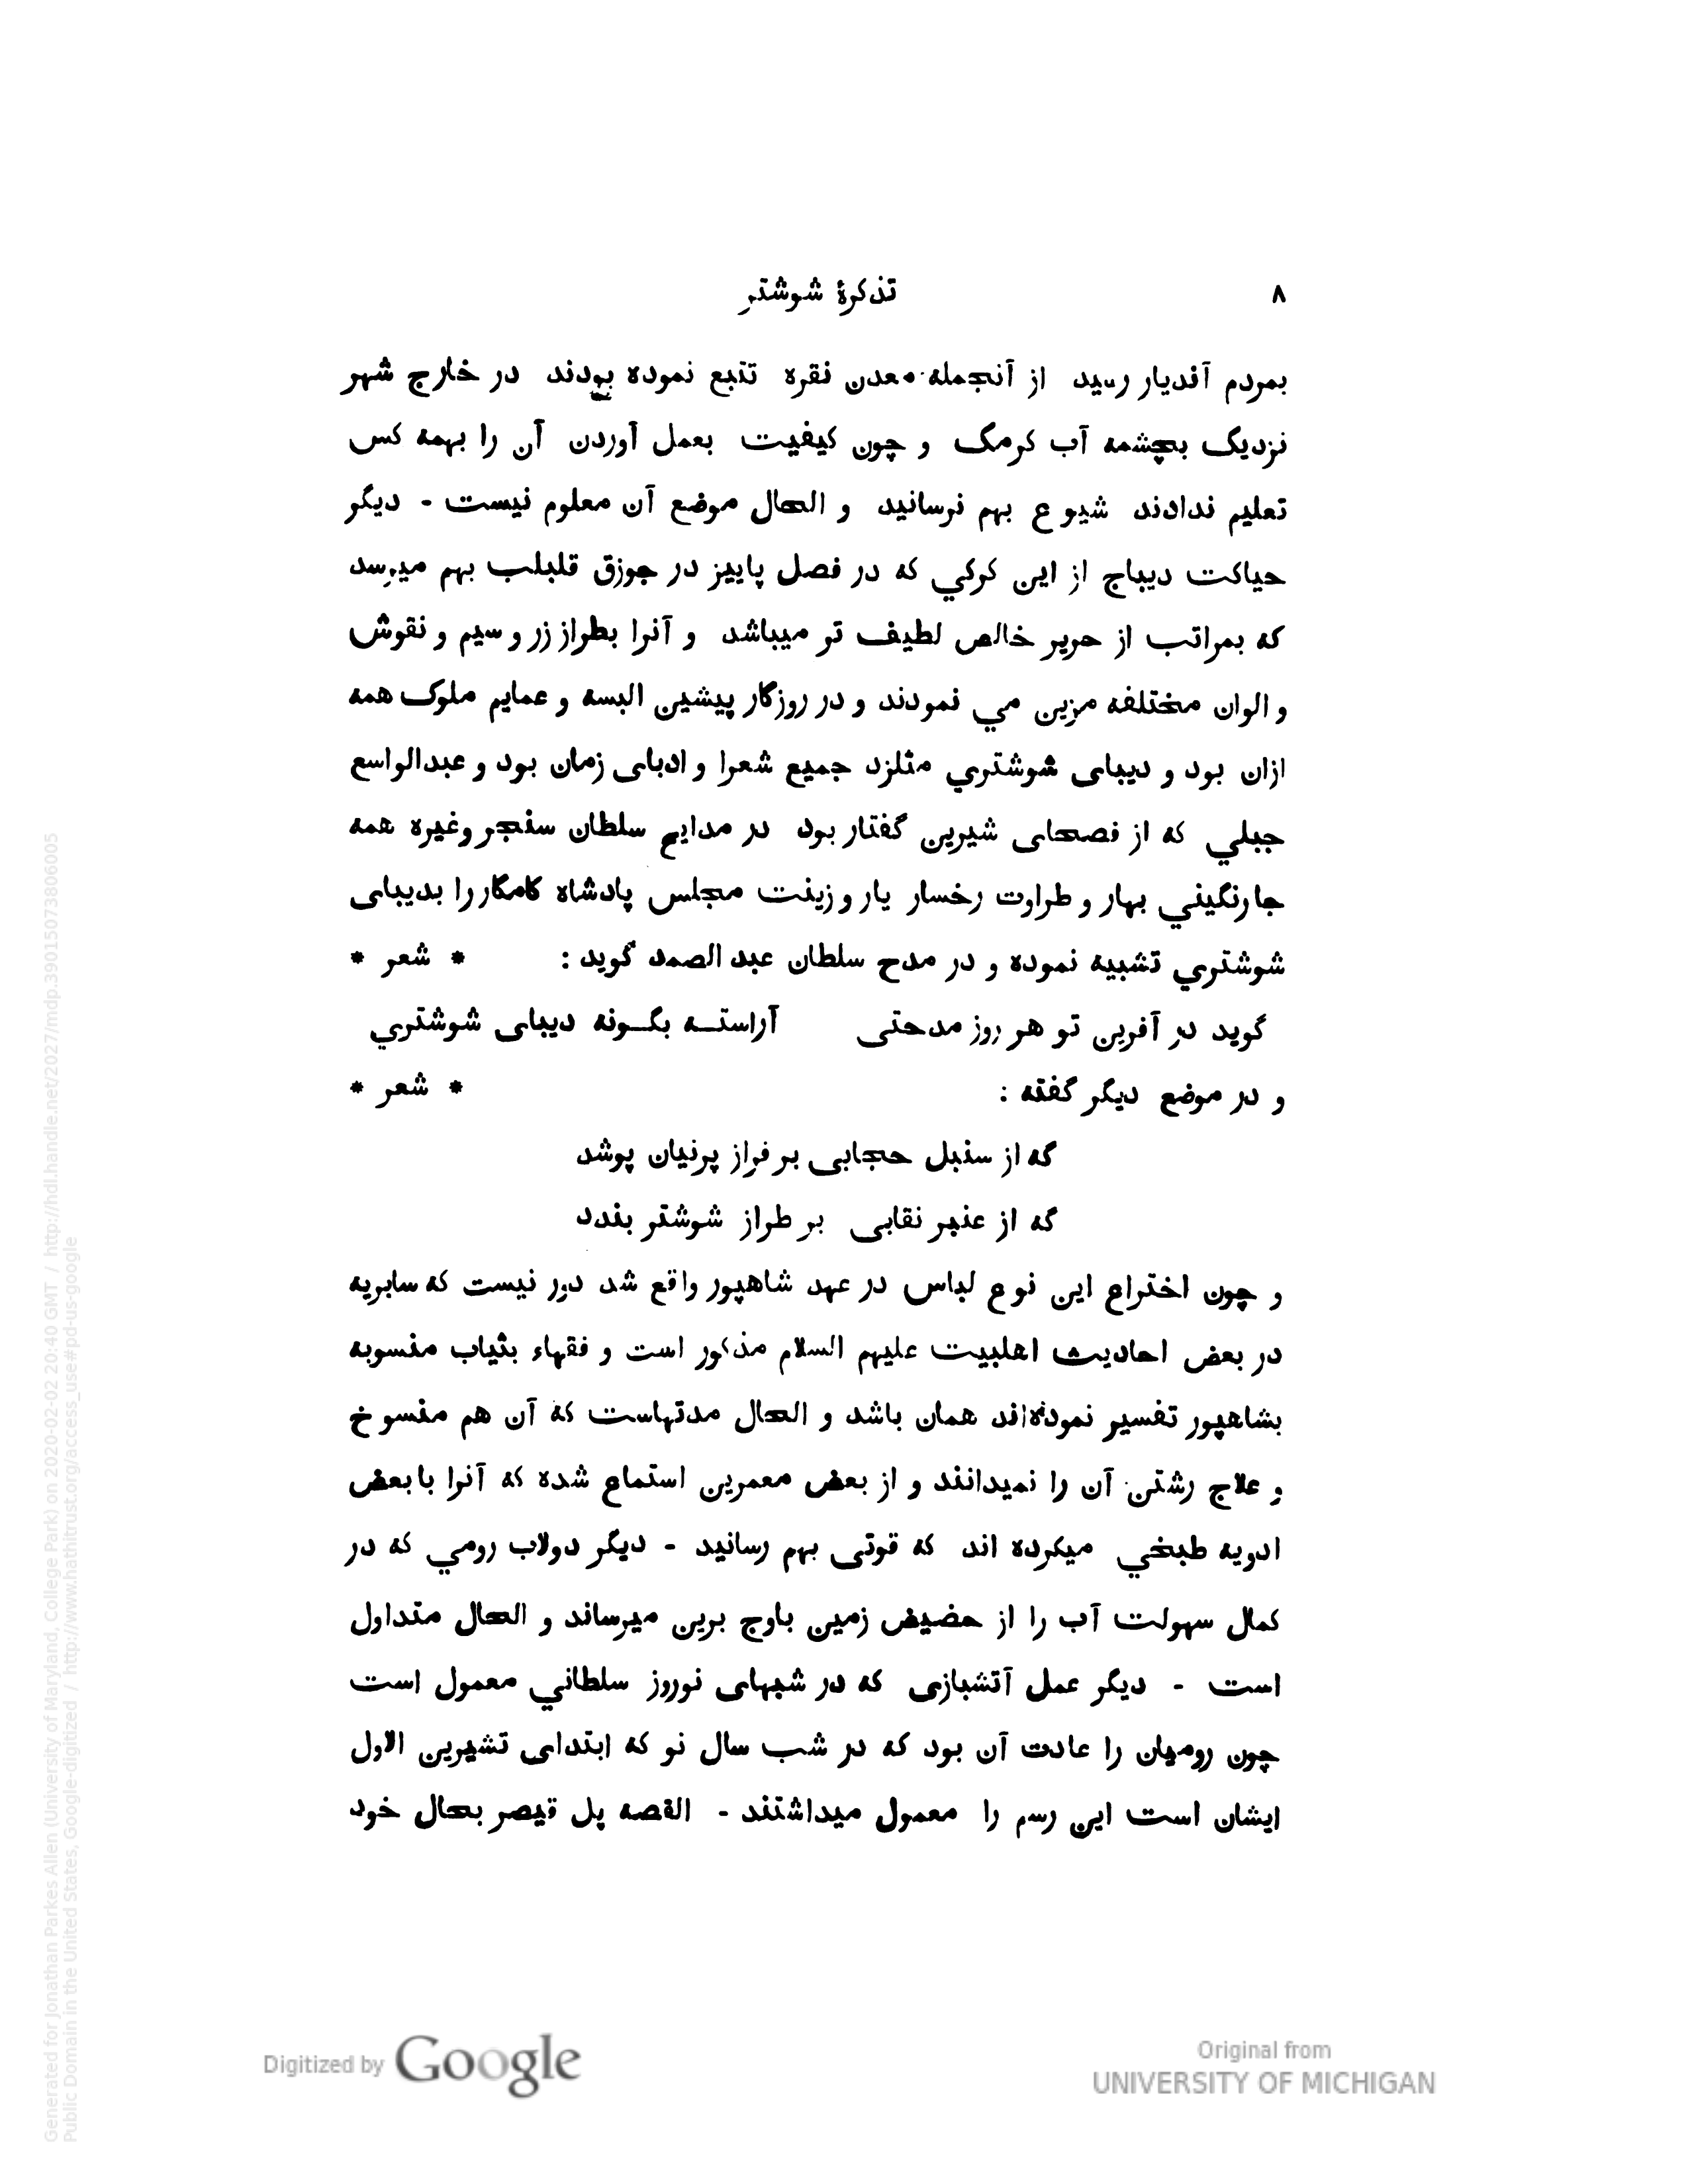 ٨
تذكرۀ شوشتر
بمردم آندیار رسید از آنجمله معدن نقره تتبع نموده بودند در خارج شهر
نزدیک بچشمه آب کرمک و چون کیفیت بعمل آوردن آن را بهمه کس
تعلیم ندادند شیوع بهم نرسانید و الحال موضع آن معلوم نیست - دیگر
حیاکت دیباج از این کرکي که در فصل پاییز در جوزق قلبلب بهم میرسد
که بمراتب از حریر خالص لطیف تر میباشد و آنرا بطراز زر و سیم و نقوش
و الوان مختلفه مزین مي نمودند و در روزگار پیشین البسه و عمایم ملوک همه
ازان بود و دیبای شوشتري مثلزد جمیع شعرا و ادبای زمان بود و عبدالواسع
جبلي که از فصحای شیرین گفتار بود در مدایح سلطان سنجر وغیره همه
جا رنگیني بهار و طراوت رخسار یار و زینت مجلس پادشاه کامگار را بدیبای
شوشتري تشبیه نموده و در مدح سلطان عبد الصمد گوید : * شعر *
گوید در آفرین تو هر روز مدحتی آراستـه بگـونه دیبای شوشتري
و در موضع دیگر گفته : * شعر *
گه از سنبل حجابی بر فراز پرنیان پوشد
گه از عنبر نقابی بر طراز شوشتر بندد
و چون اختراع این نوع لباس در عهد شاهپور واقع شد دور نیست که سابریه
در بعض احادیث اهلبیت علیهم السلام مذکور است و فقهاء بثیاب منسوبه
بشاهپور تفسیر نموده‌اند همان باشد و الحال مدتهاست که آن هم منسوخ
و علاج رشتن آن را نمیدانند و از بعض معمرین استماع شده که آنرا با بعض
ادویه طبخي میکرده اند که قوتی بهم رسانید - دیگر دولاب رومي که در
کمال سهولت آب را از حضیض زمین باوج برین میرساند و الحال متداول
است - دیگر عمل آتشبازی که در شبهای نوروز سلطاني معمول است
چون رومیان را عادت آن بود که در شب سال نو که ابتدای تشیرین الاول
ایشان است این رسم را معمول میداشتند - القصه پل قیصر بحال خود
Digitized by Google
Original from
UNIVERSITY OF MICHIGAN
Generated for Jonathan Parkes Allen (University of Maryland, College Park) on 2020-02-02 20:40 GMT / http://hdl.handle.net/2027/mdp.39015073806005
Public Domain in the United States, Google-digitized / http://www.hathitrust.org/access_use#pd-us-google